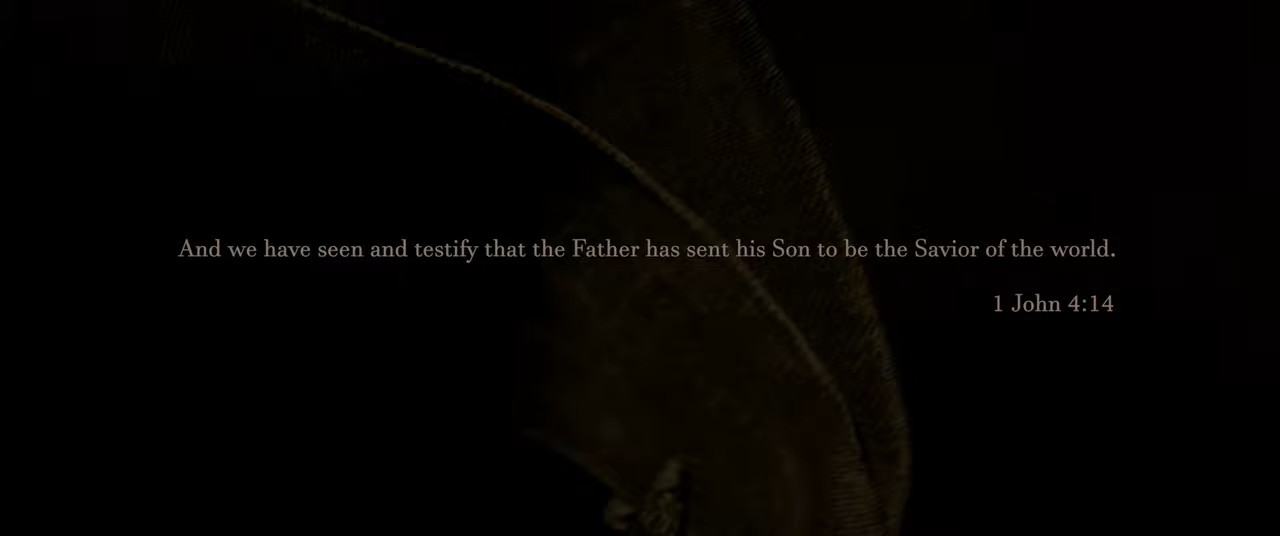 And we have seen and testify that the Father has sent his Son to be the Savior of the world.
1 John 4:14